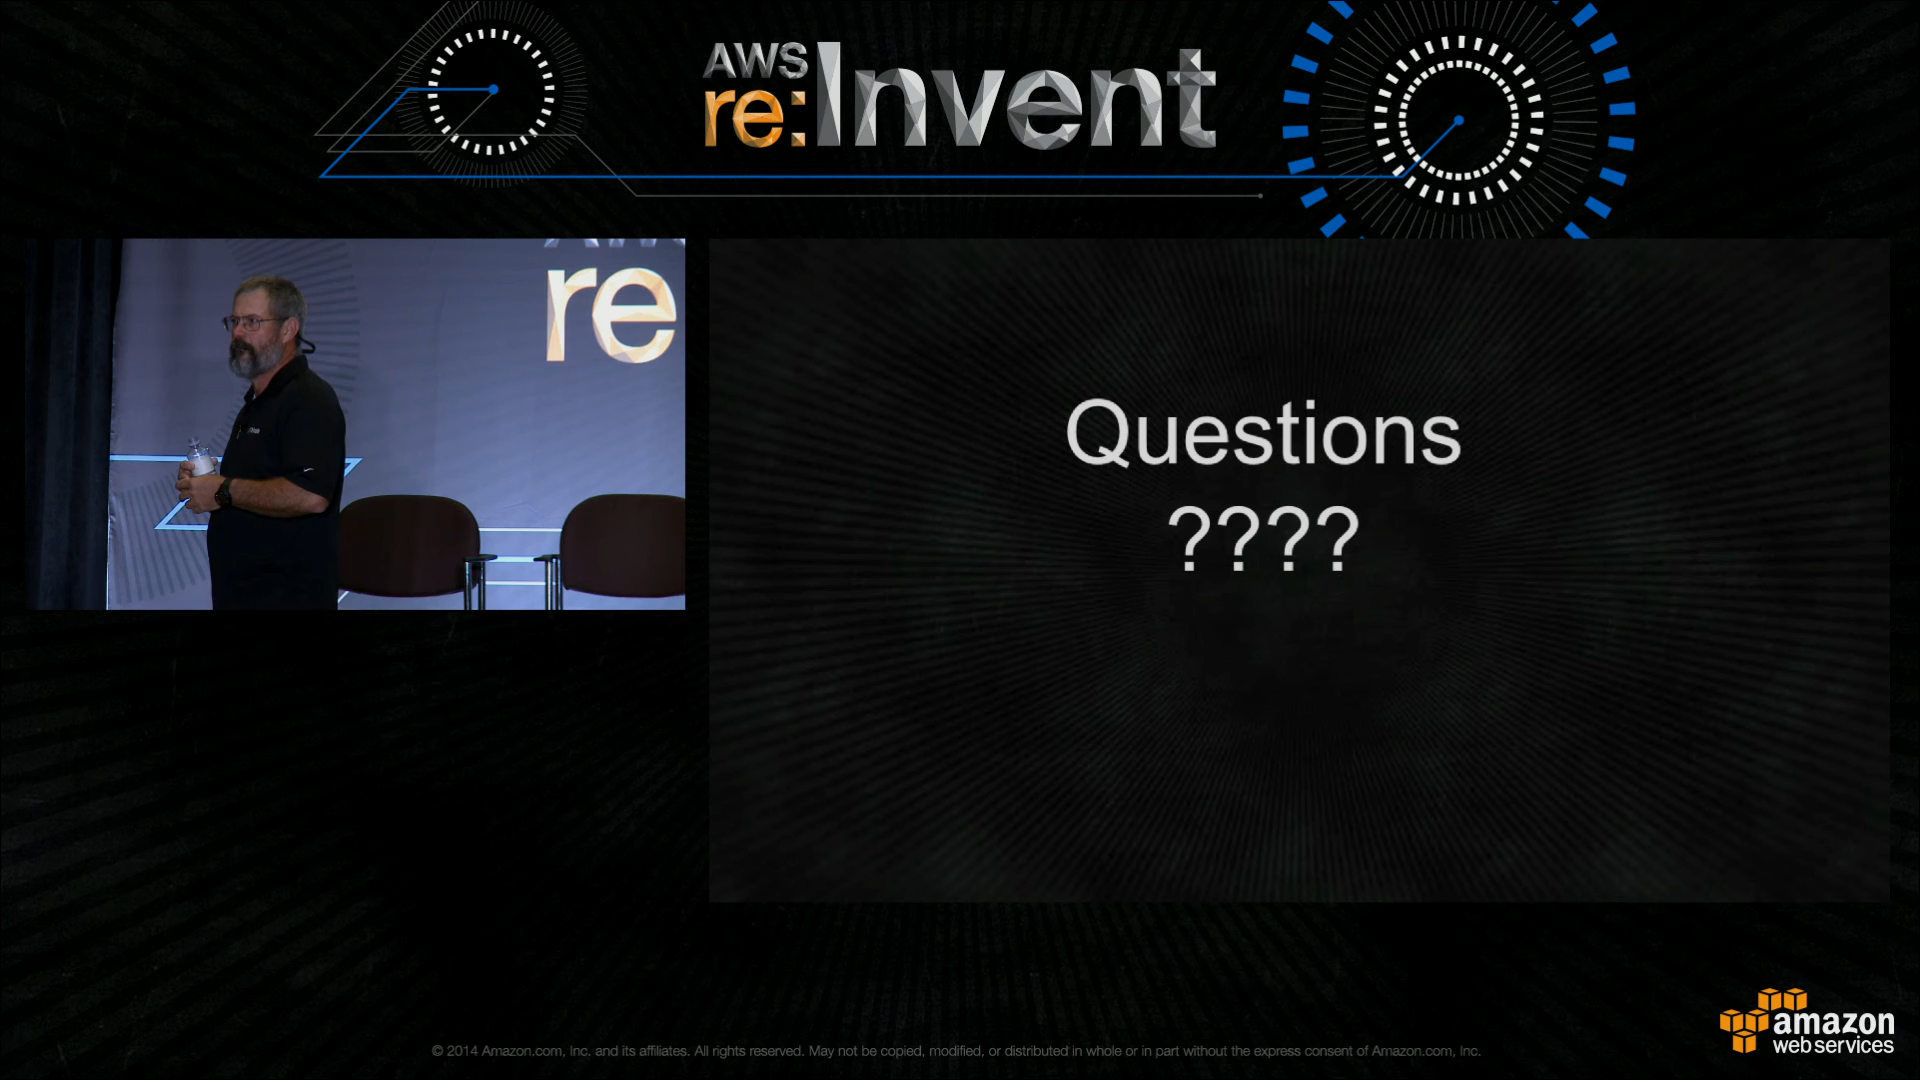 AWS
re:Invent
re
Questions
????
amazon
web services
© 2014 Amazon.com, Inc. and its affiliates. All rights reserved. May not be copied, modified, or distributed in whole or in part without the express consent of Amazon.com, Inc.